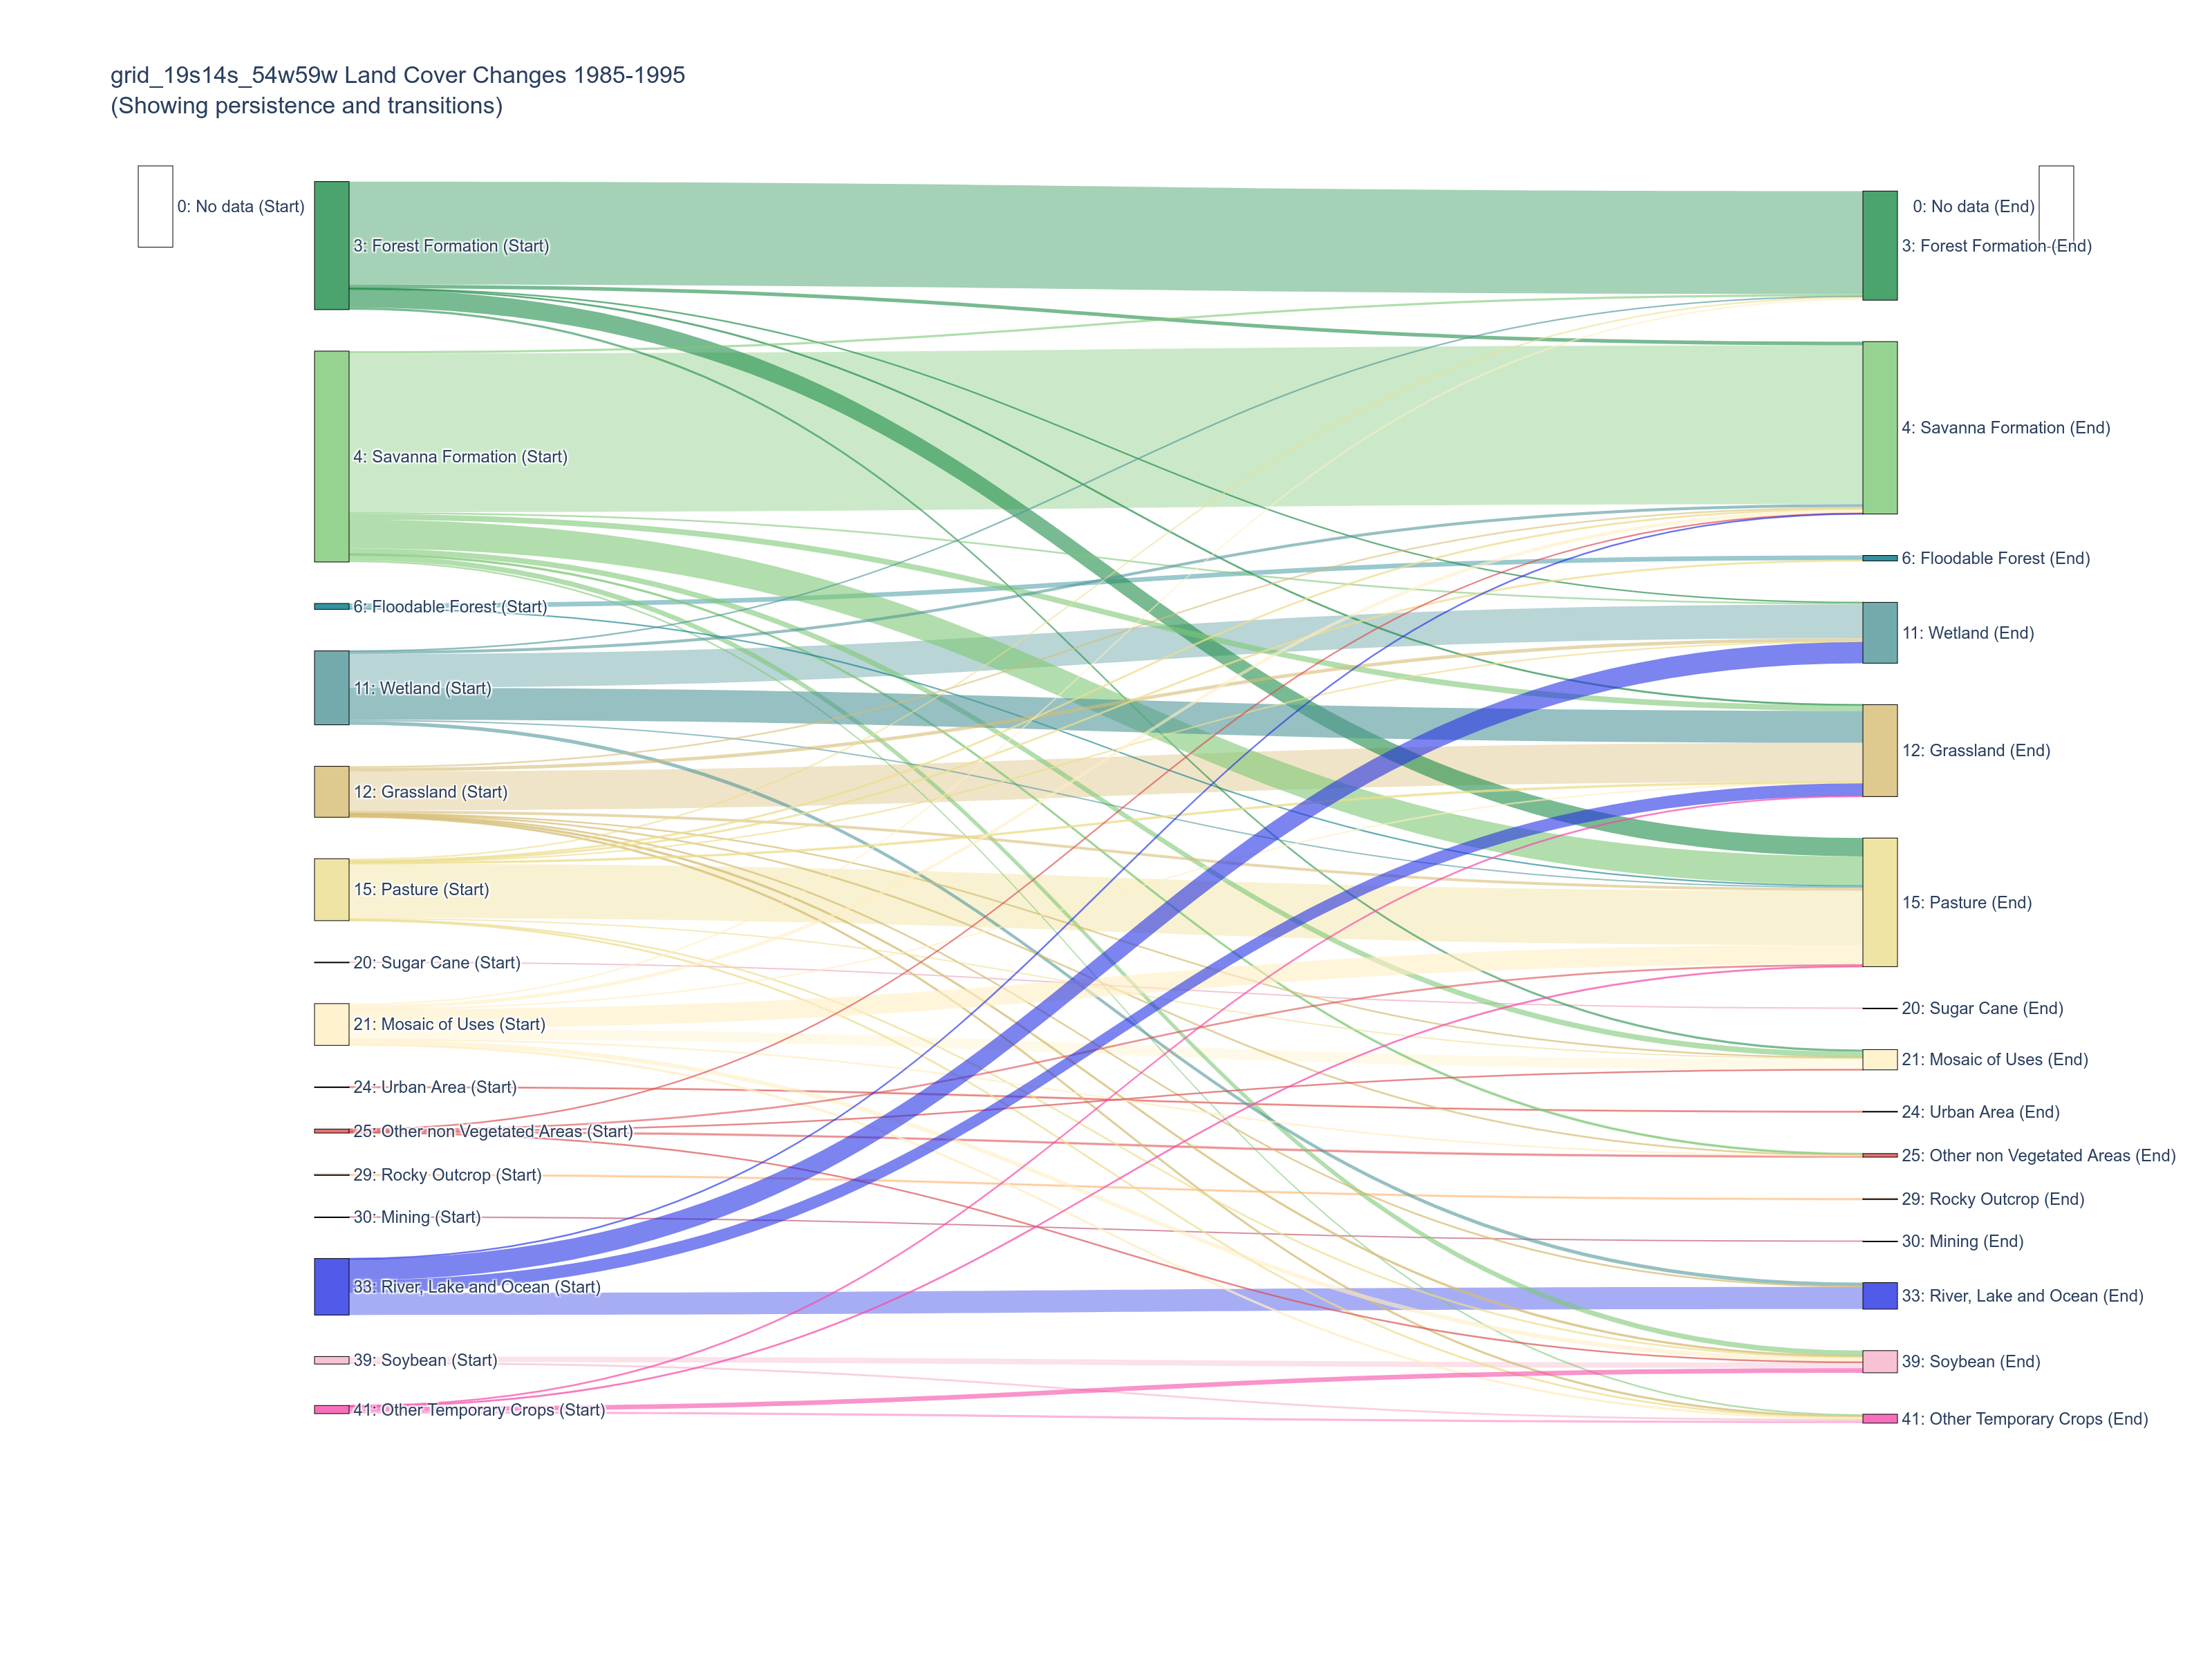 grid_19s14s_54w59w Land Cover Changes 1985-1995
(Showing persistence and transitions)
0: No data (Start)
3: Forest Formation (Start)
4: Savanna Formation (Start)
6: Floodable Forest (Start)
11: Wetland (Start)
12: Grassland (Start)
15: Pasture (Start)
20: Sugar Cane (Start)
21: Mosaic of Uses (Start)
24: Urban Area (Start)
25: Other non Vegetated Areas (Start)
29: Rocky Outcrop (Start)
30: Mining (Start)
33: River, Lake and Ocean (Start)
39: Soybean (Start)
41: Other Temporary Crops (Start)
0: No data (End)
3: Forest Formation (End)
4: Savanna Formation (End)
6: Floodable Forest (End)
11: Wetland (End)
12: Grassland (End)
15: Pasture (End)
20: Sugar Cane (End)
21: Mosaic of Uses (End)
24: Urban Area (End)
25: Other non Vegetated Areas (End)
29: Rocky Outcrop (End)
30: Mining (End)
33: River, Lake and Ocean (End)
39: Soybean (End)
41: Other Temporary Crops (End)